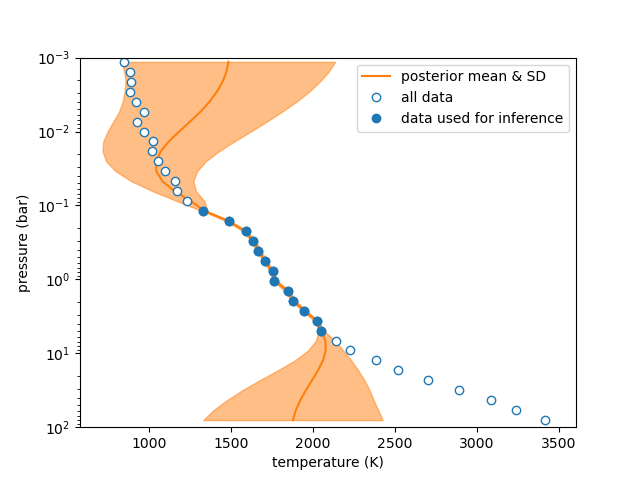 posterior mean & SD
all data
data used for inference
10⁻³
10⁻²
10⁻¹
10⁰
10¹
10²
pressure (bar)
1000 1500 2000 2500 3000 3500
temperature (K)